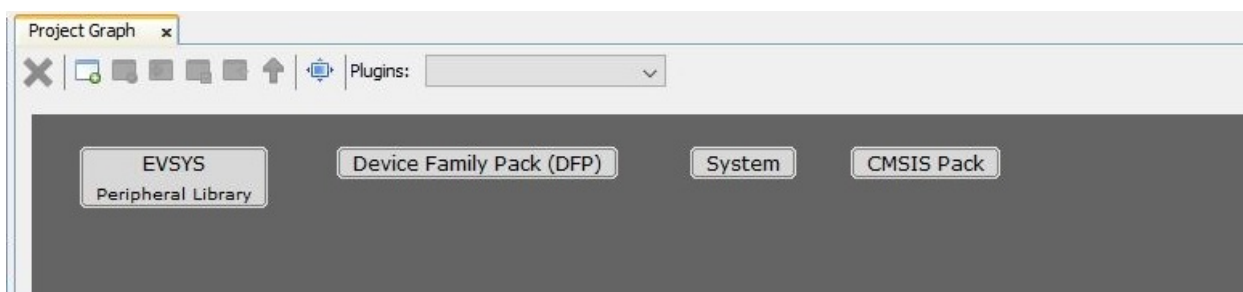 Project Graph
Plugins:
EVSYS
Peripheral Library
Device Family Pack (DFP)
System
CMSIS Pack